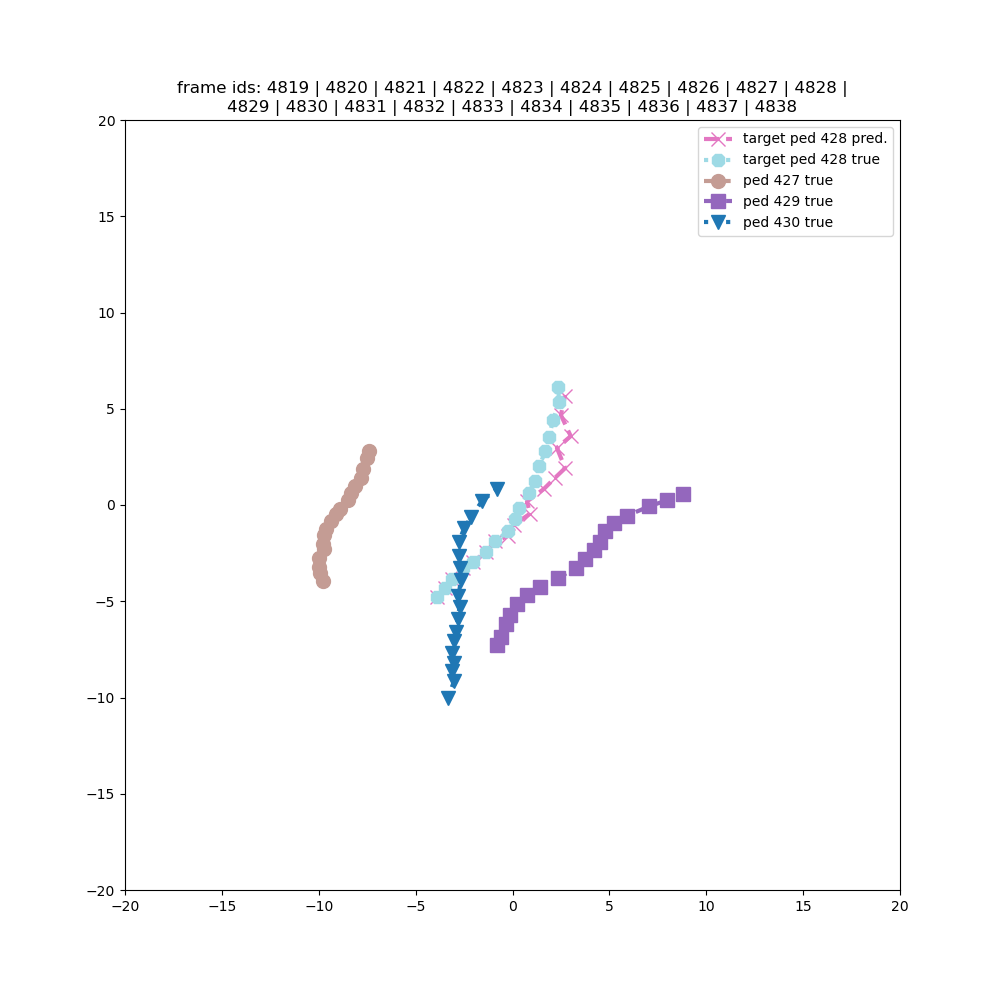 frame ids: 4819 | 4820 | 4821 | 4822 | 4823 | 4824 | 4825 | 4826 | 4827 | 4828 |
4829 | 4830 | 4831 | 4832 | 4833 | 4834 | 4835 | 4836 | 4837 | 4838
target ped 428 pred.
target ped 428 true
ped 427 true
ped 429 true
ped 430 true
20
15
10
5
0
−5
−10
−15
−20
−20 −15 −10 −5 0 5 10 15 20